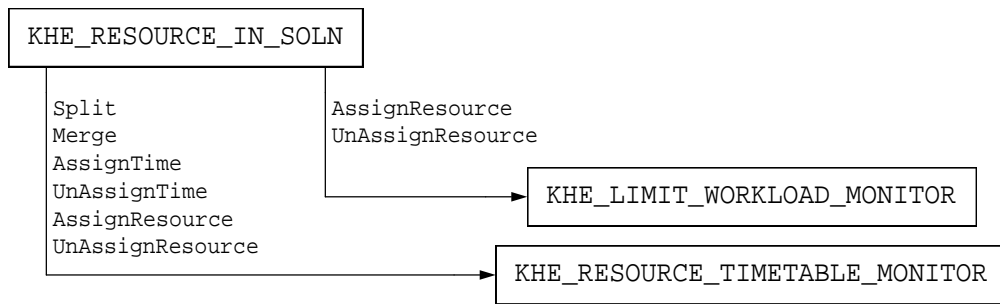 KHE_RESOURCE_IN_SOLN
Split
Merge
AssignTime
UnAssignTime
AssignResource
UnAssignResource
AssignResource
UnAssignResource
KHE_LIMIT_WORKLOAD_MONITOR
KHE_RESOURCE_TIMETABLE_MONITOR